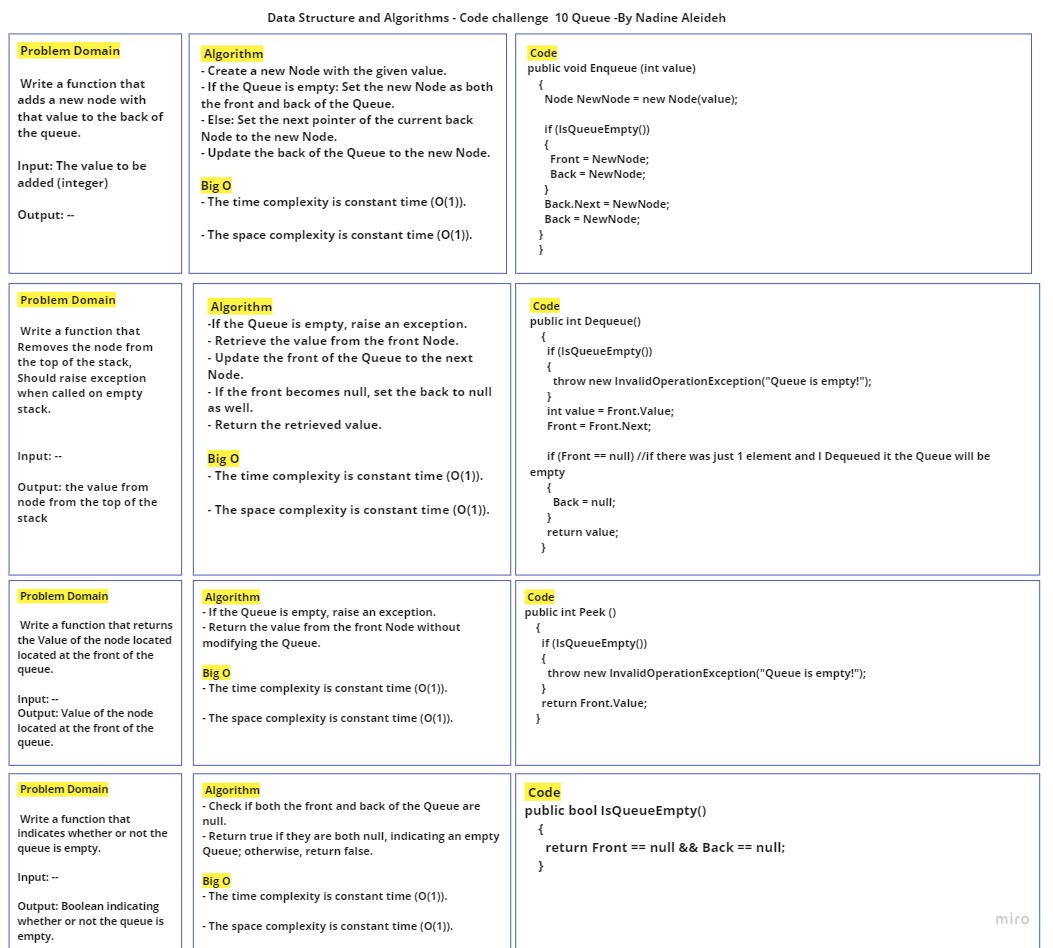 Data Structure and Algorithms - Code challenge  10 Queue -By Nadine Aleideh
Problem Domain
Write a function that
adds a new node with
that value to the back of
the queue.
Input: The value to be
added (integer)
Output: --
Algorithm
- Create a new Node with the given value.
- If the Queue is empty: Set the new Node as both
the front and back of the Queue.
- Else: Set the next pointer of the current back
Node to the new Node.
- Update the back of the Queue to the new Node.
Big O
- The time complexity is constant time (O(1)).
- The space complexity is constant time (O(1)).
Code
public void Enqueue (int value)
{
Node NewNode = new Node(value);
if (IsQueueEmpty())
{
Front = NewNode;
Back = NewNode;
}
Back.Next = NewNode;
Back = NewNode;
}
}
Problem Domain
Write a function that
Removes the node from
the top of the stack,
Should raise exception
when called on empty
stack.
Input: --
Output: the value from
node from the top of the
stack
Algorithm
-If the Queue is empty, raise an exception.
- Retrieve the value from the front Node.
- Update the front of the Queue to the next
Node.
- If the front becomes null, set the back to null
as well.
- Return the retrieved value.
Big O
- The time complexity is constant time (O(1)).
- The space complexity is constant time (O(1)).
Code
public int Dequeue()
{
if (IsQueueEmpty())
{
throw new InvalidOperationException("Queue is empty!");
}
int value = Front.Value;
Front = Front.Next;
if (Front == null) //if there was just 1 element and I Dequeued it the Queue will be
empty
{
Back = null;
}
return value;
}
Problem Domain
Write a function that returns
the Value of the node located
located at the front of the
queue.
Input: --
Output: Value of the node
located at the front of the
queue.
Algorithm
- If the Queue is empty, raise an exception.
- Return the value from the front Node without
modifying the Queue.
Big O
- The time complexity is constant time (O(1)).
- The space complexity is constant time (O(1)).
Code
public int Peek ()
{
if (IsQueueEmpty())
{
throw new InvalidOperationException("Queue is empty!");
}
return Front.Value;
}
Problem Domain
Write a function that
indicates whether or not the
queue is empty.
Input: --
Output: Boolean indicating
whether or not the queue is
empty.
Algorithm
- Check if both the front and back of the Queue are
null.
- Return true if they are both null, indicating an empty
Queue; otherwise, return false.
Big O
- The time complexity is constant time (O(1)).
- The space complexity is constant time (O(1)).
Code
public bool IsQueueEmpty()
{
return Front == null && Back == null;
}
miro